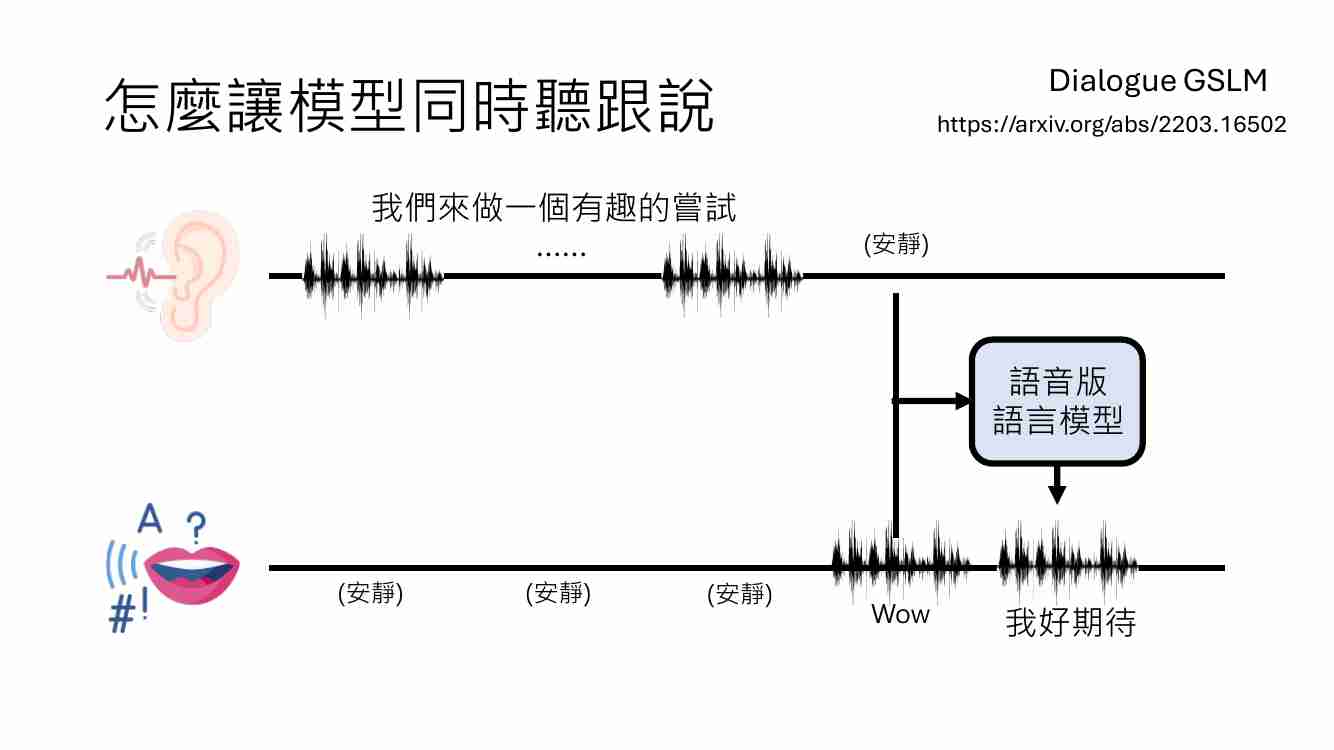 怎麼讓模型同時聽跟說
Dialogue GSLM
https://arxiv.org/abs/2203.16502
我們來做一個有趣的嘗試
......
(安靜)
語音版
語言模型
A ?
#!
(安靜)
(安靜)
(安靜)
Wow
我好期待